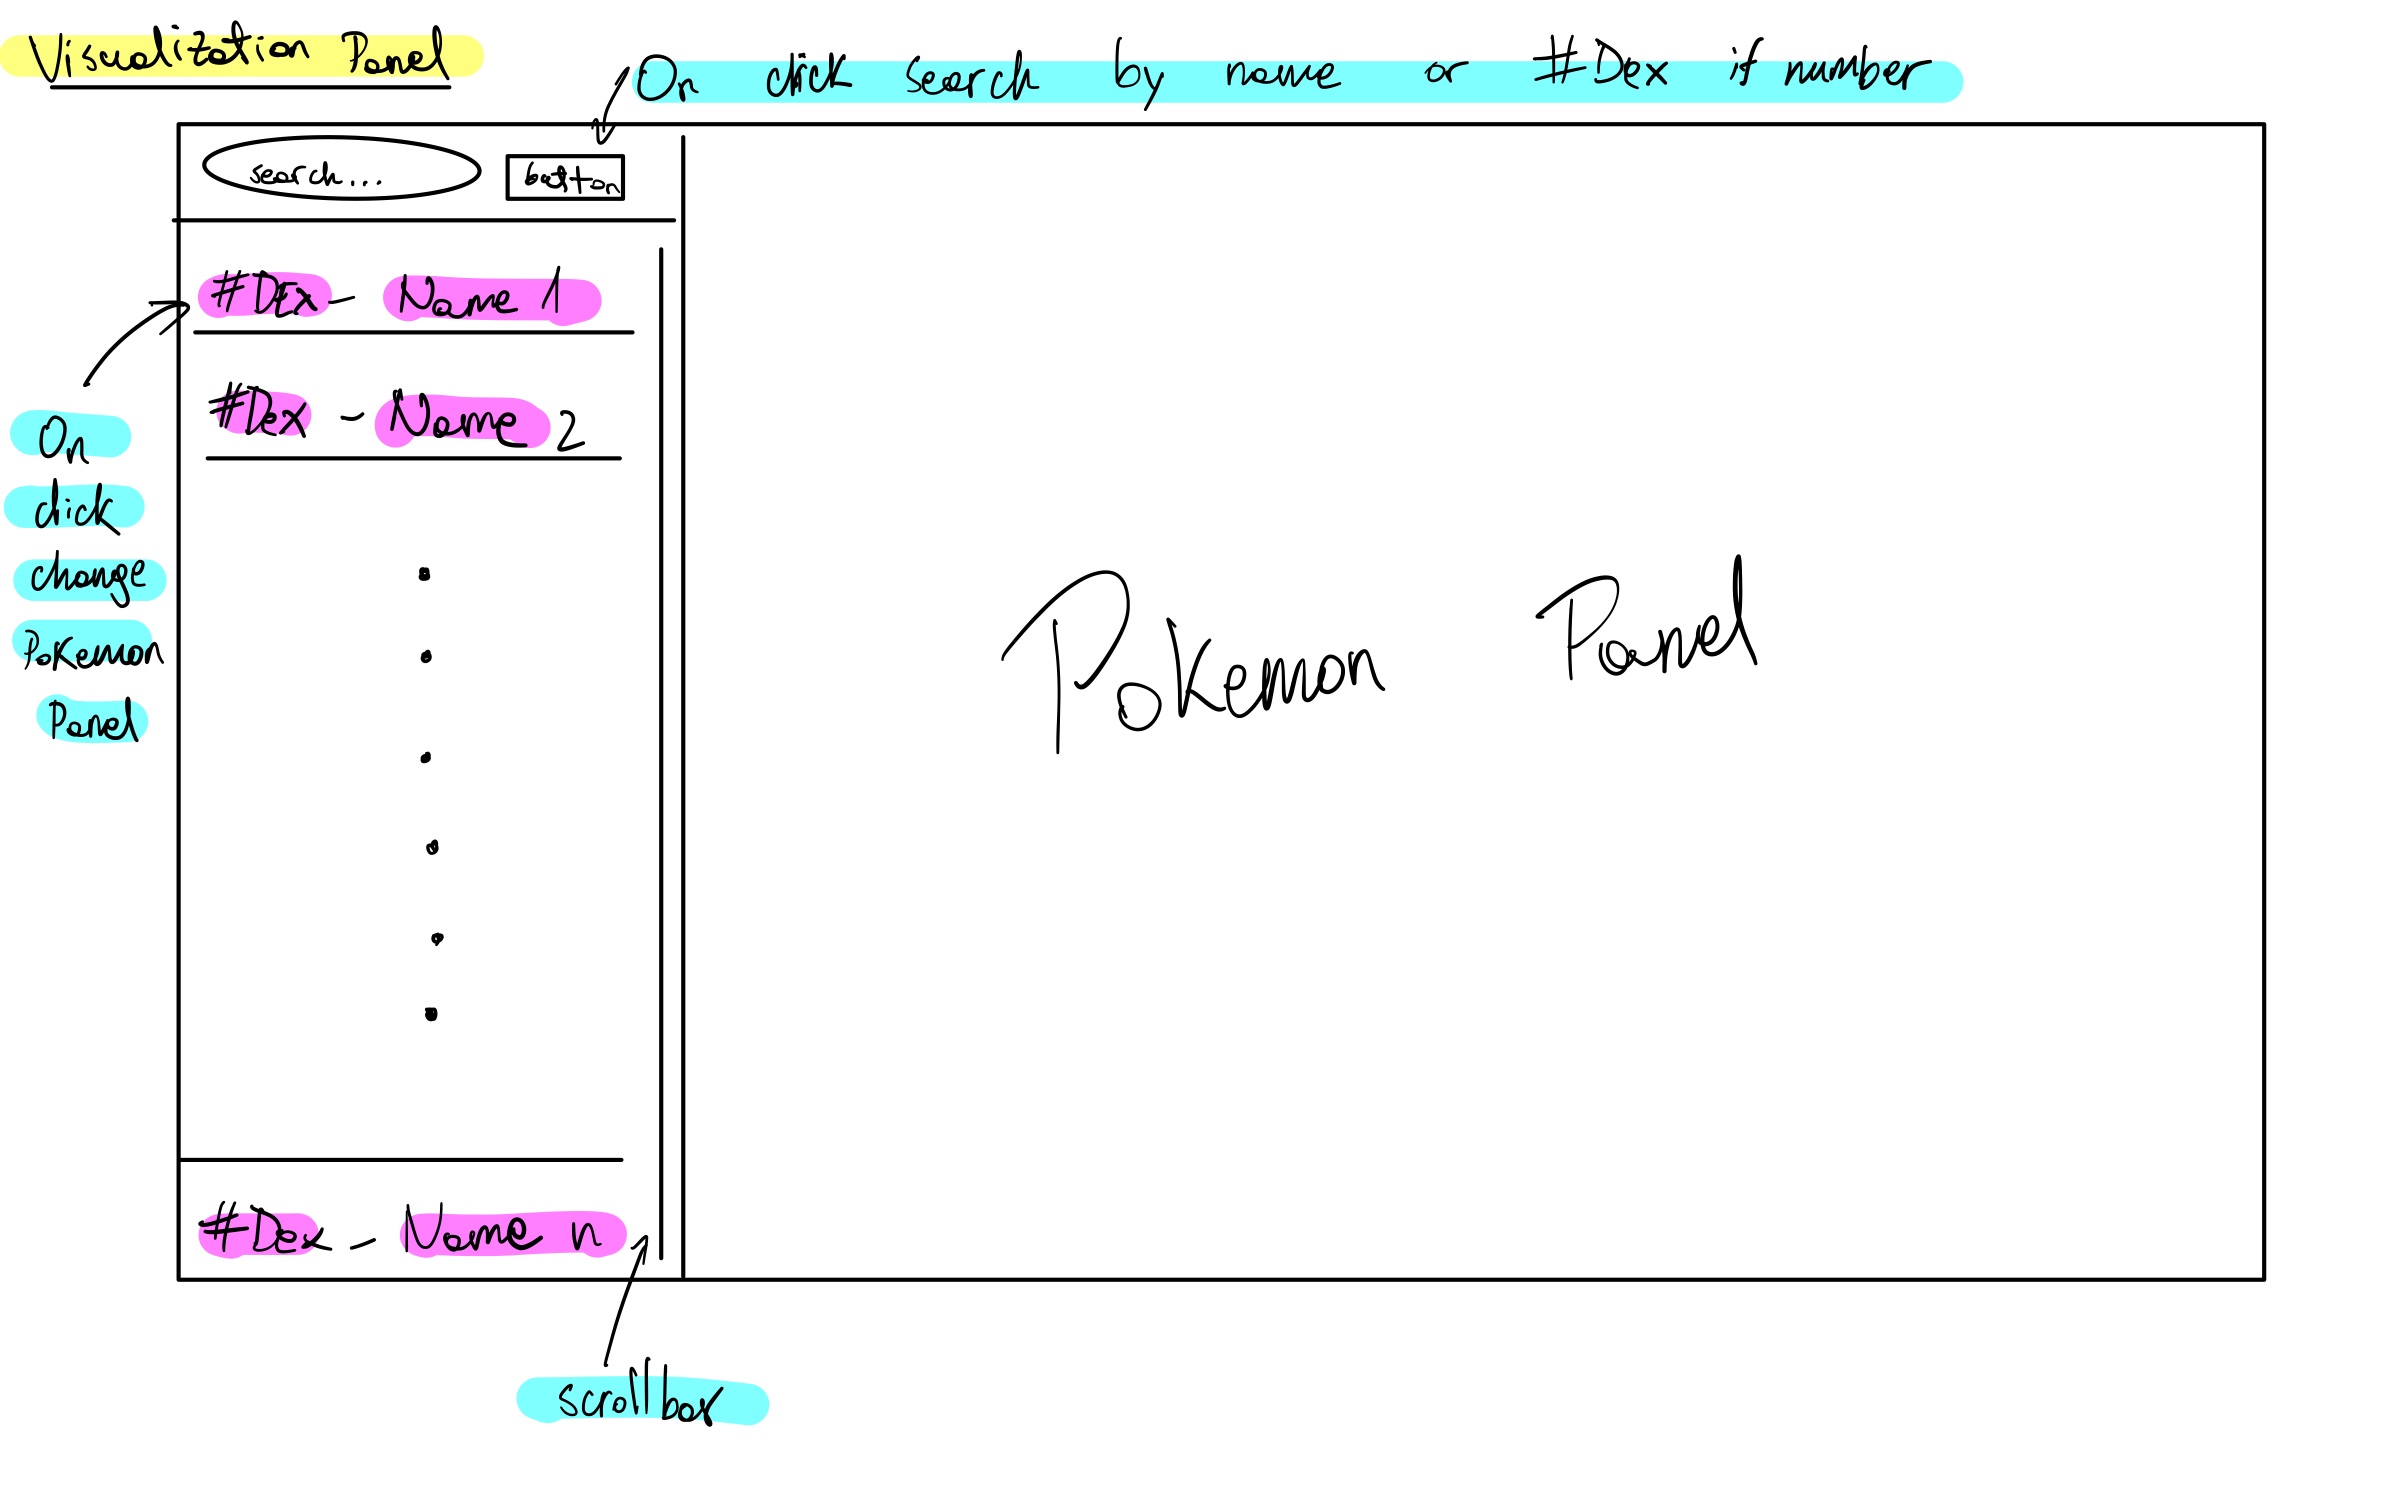 Visualization Panel
On click search by name or #Dex if number
search...
button
#Dex - Name 1
#Dex - Name 2
On
click
change
Pokemon
Panel
Pokemon Panel
#Dex - Name n
scrollbar